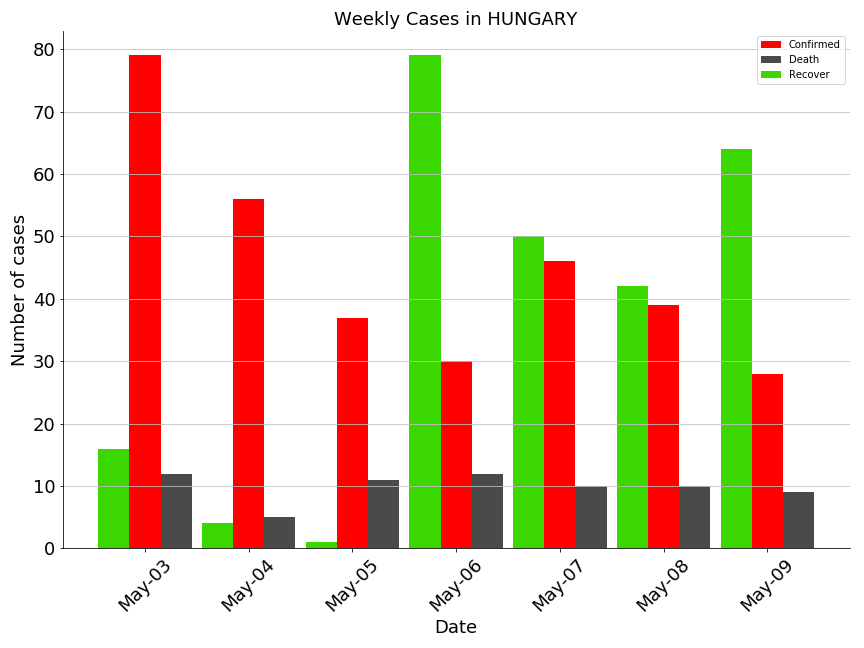 Weekly Cases in HUNGARY
Confirmed
Death
Recover
Number of cases
80
70
60
50
40
30
20
10
0
May-03
May-04
May-05
May-06
May-07
May-08
May-09
Date